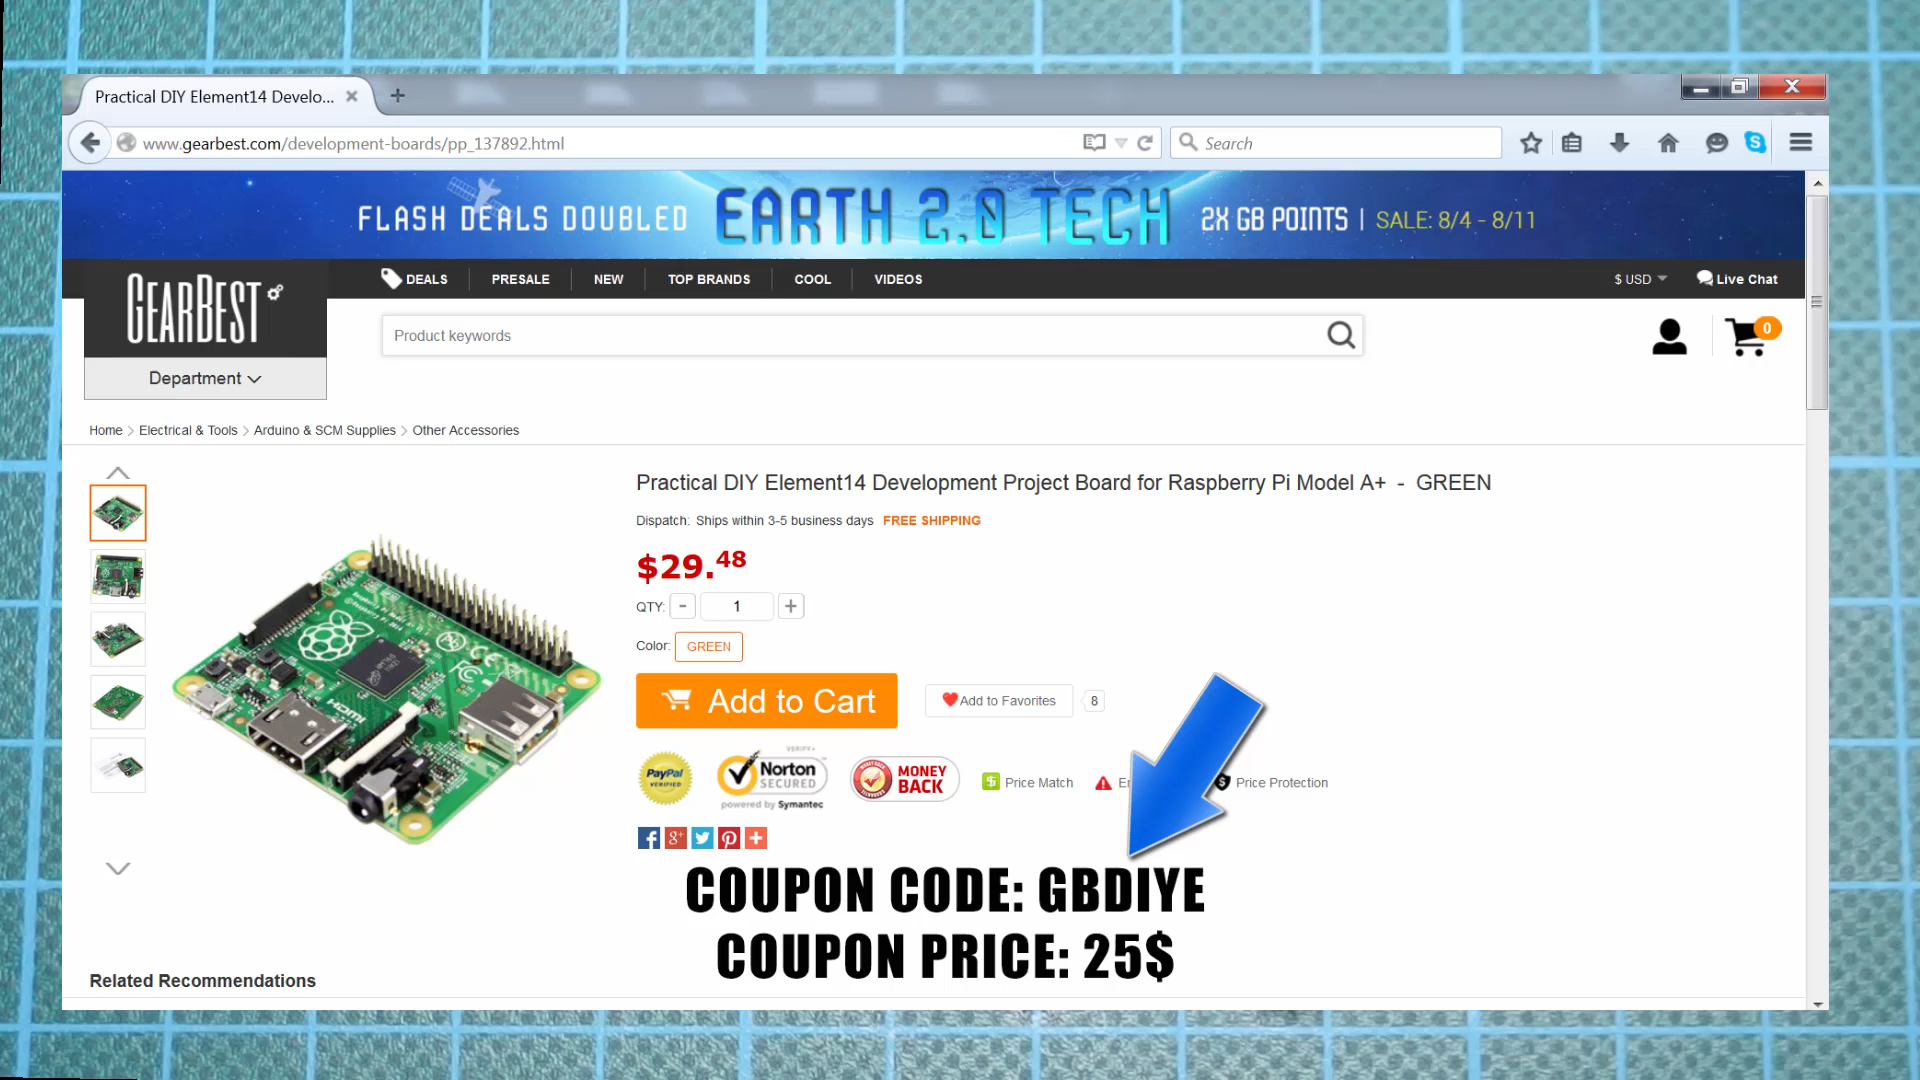 Practical DIY Element14 Develo...
www.gearbest.com/development-boards/pp_137892.html
Search
FLASH DEALS DOUBLED EARTH 2.0 TECH 2X GB POINTS | SALE: 8/4 - 8/11
GEARBEST
DEALS PRESALE NEW TOP BRANDS COOL VIDEOS
$ USD Live Chat
Product keywords
0
Department
Home > Electrical & Tools > Arduino & SCM Supplies > Other Accessories
Practical DIY Element14 Development Project Board for Raspberry Pi Model A+ - GREEN
Dispatch: Ships within 3-5 business days FREE SHIPPING
$29.48
QTY: - 1 +
Color: GREEN
Add to Cart
Add to Favorites 8
PayPal VERIFIED
VERIFY+
Norton
SECURED
powered by Symantec
MONEY BACK
Price Match
Price Protection
HDMI
COUPON CODE: GBDIYE
COUPON PRICE: 25$
Related Recommendations